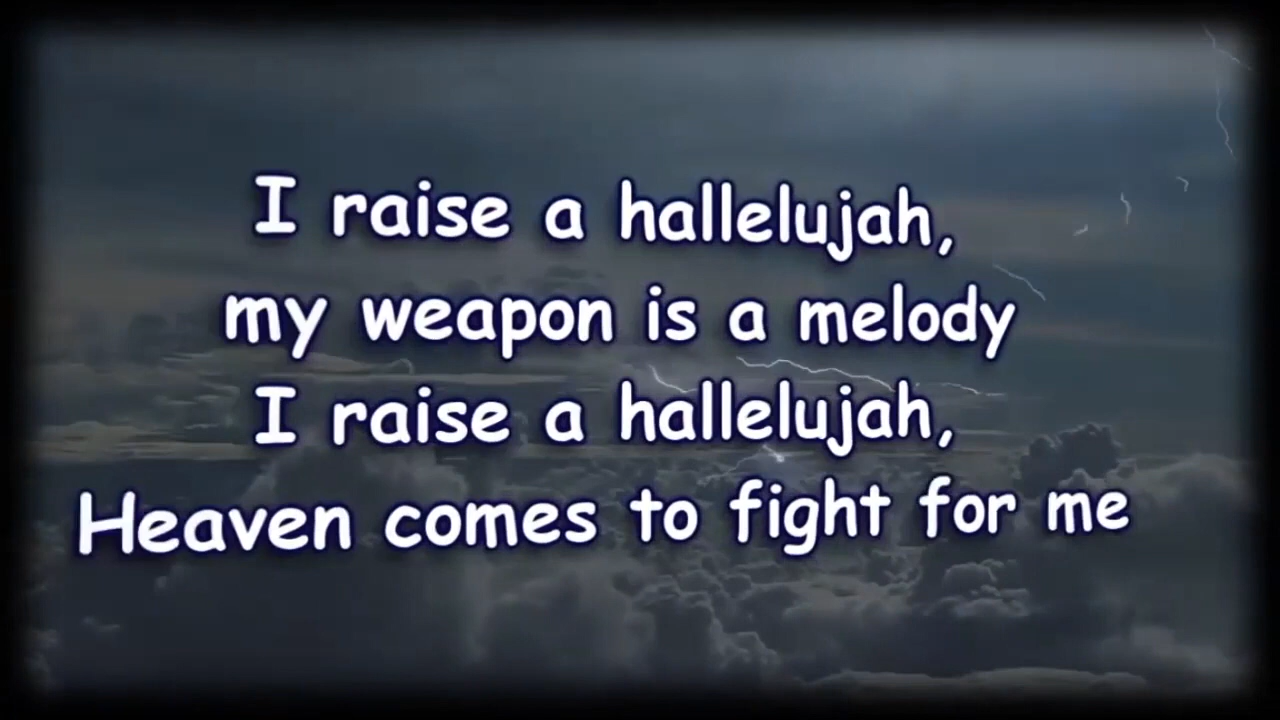 I raise a hallelujah,
my weapon is a melody
I raise a hallelujah,
Heaven comes to fight for me